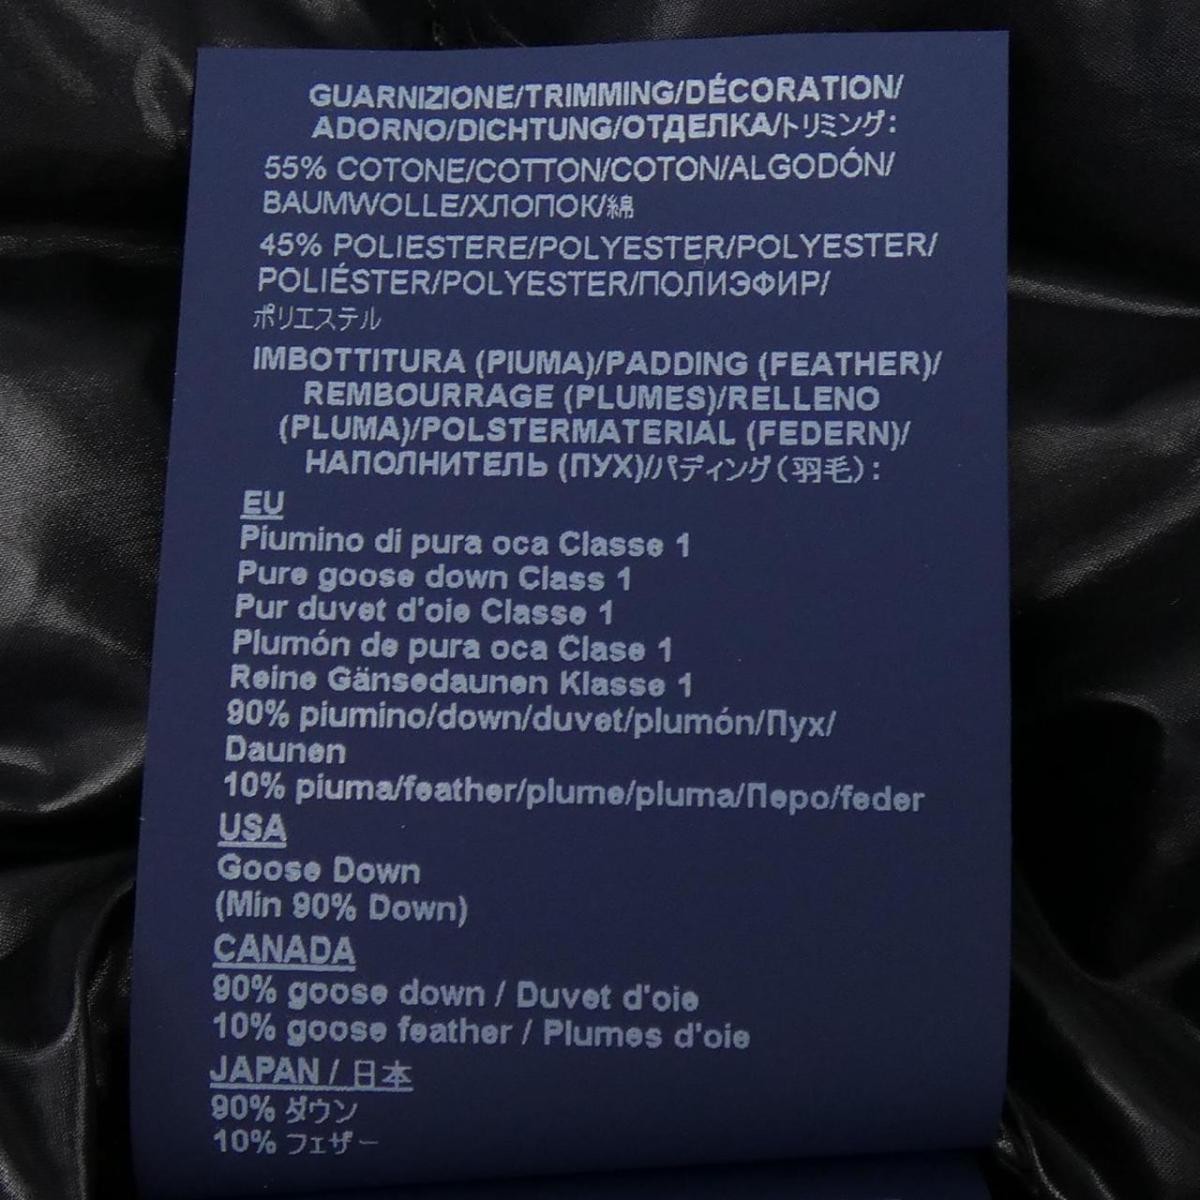 GUARNIZIONE/TRIMMING/DÉCORATION/
ADORNO/DICHTUNG/ОТДЕЛКА/トリミング:
55% COTONE/COTTON/COTON/ALGODÓN/
BAUMWOLLE/ХЛОПОК/綿
45% POLIESTERE/POLYESTER/POLYESTER/
POLIÉSTER/POLYESTER/ПОЛИЭФИР/
ポリエステル
IMBOTTITURA (PIUMA)/PADDING (FEATHER)/
REMBOURRAGE (PLUMES)/RELLENO
(PLUMA)/POLSTERMATERIAL (FEDERN)/
НАПОЛНИТЕЛЬ (ПУХ)/パディング(羽毛):
EU
Piumino di pura oca Classe 1
Pure goose down Class 1
Pur duvet d'oie Classe 1
Plumón de pura oca Clase 1
Reine Gänsedaunen Klasse 1
90% piumino/down/duvet/plumón/Пух/
Daunen
10% piuma/feather/plume/pluma/Перо/feder
USA
Goose Down
(Min 90% Down)
CANADA
90% goose down / Duvet d'oie
10% goose feather / Plumes d'oie
JAPAN / 日本
90% ダウン
10% フェザー